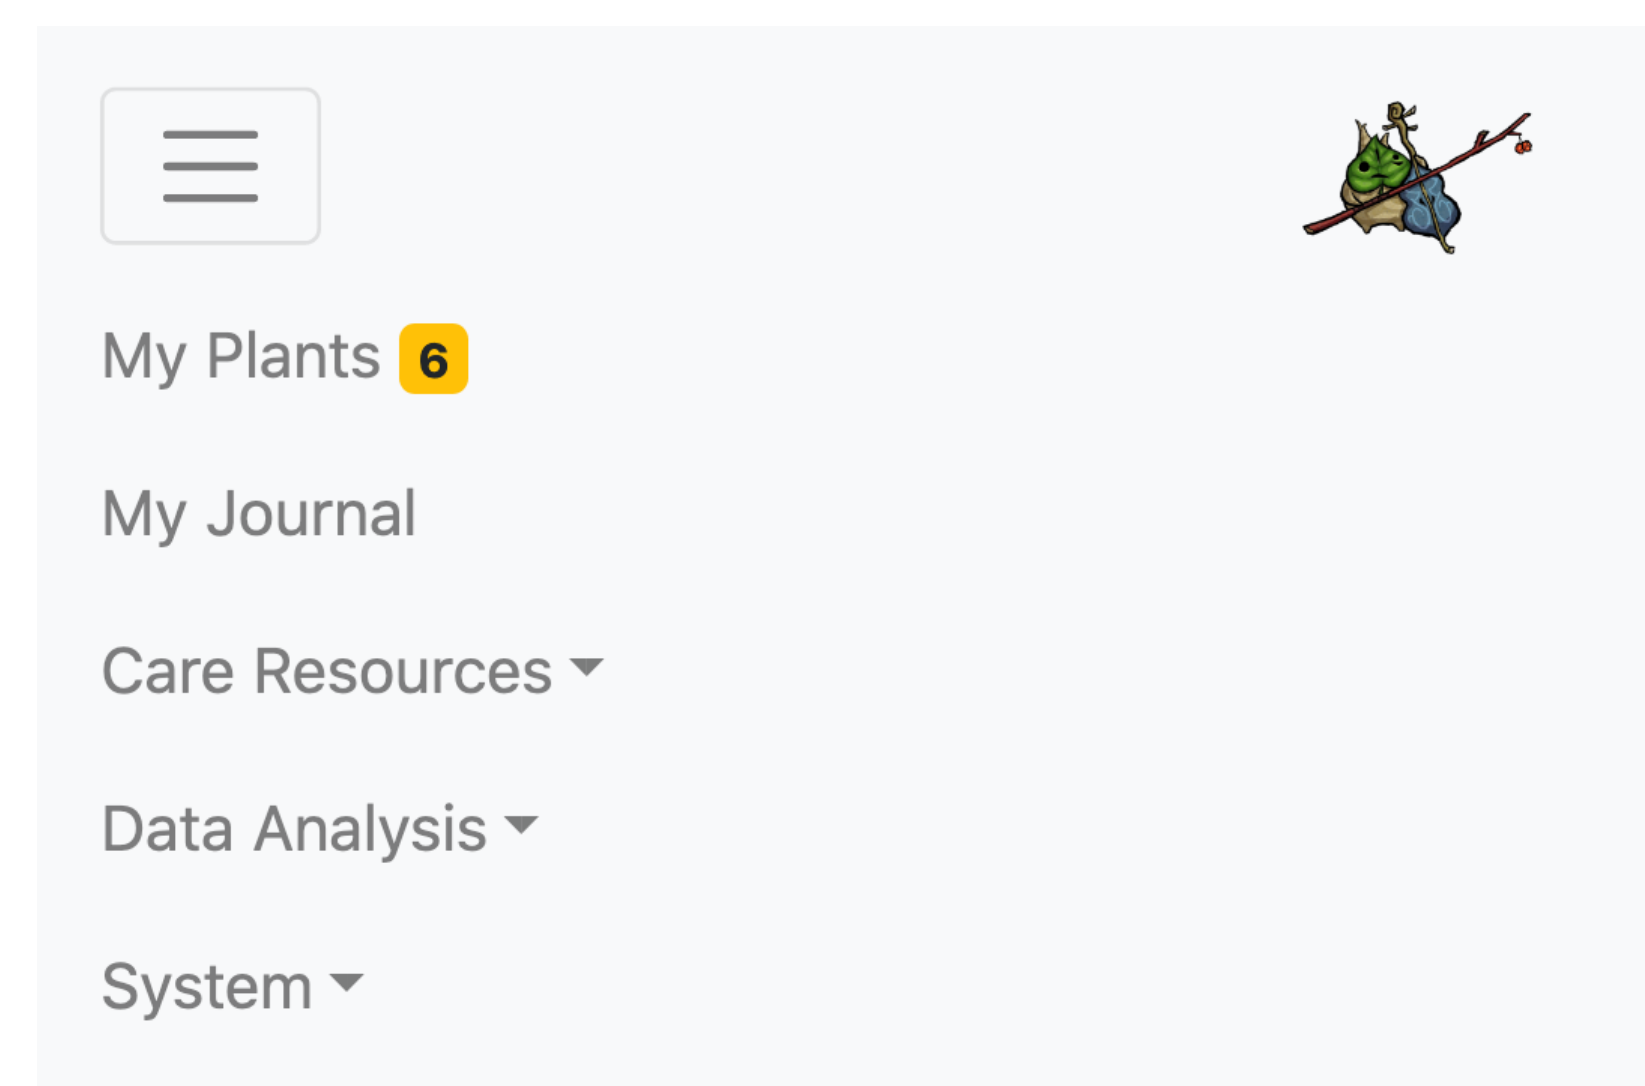 My Plants 6
My Journal
Care Resources
Data Analysis
System